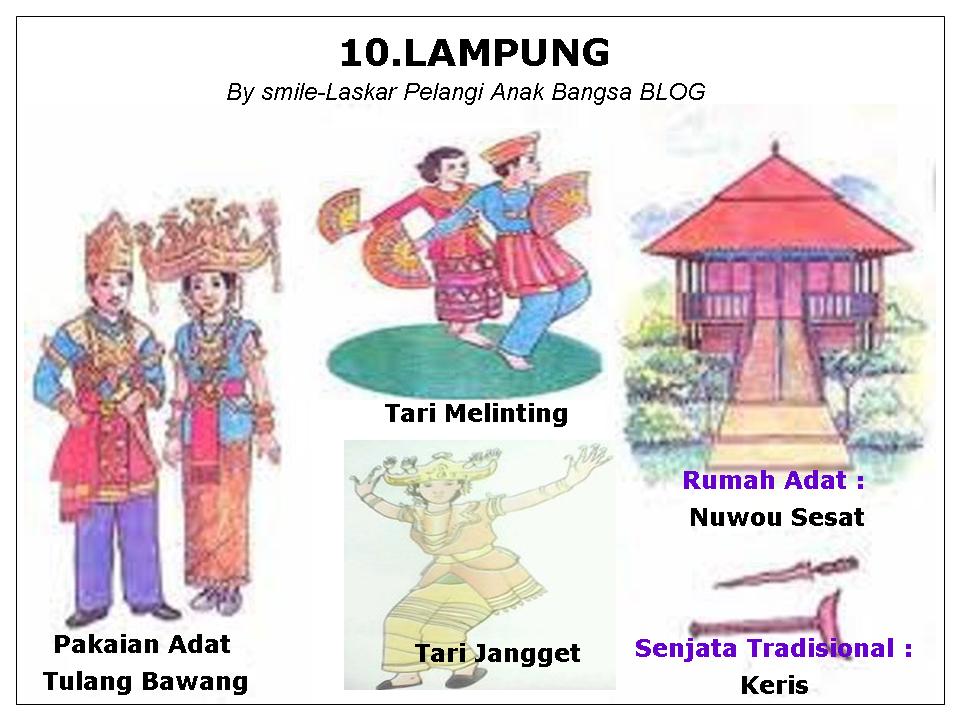 10.LAMPUNG
By smile-Laskar Pelangi Anak Bangsa BLOG
Tari Melinting
Rumah Adat :
Nuwou Sesat
Pakaian Adat
Tulang Bawang
Tari Jangget
Senjata Tradisional :
Keris